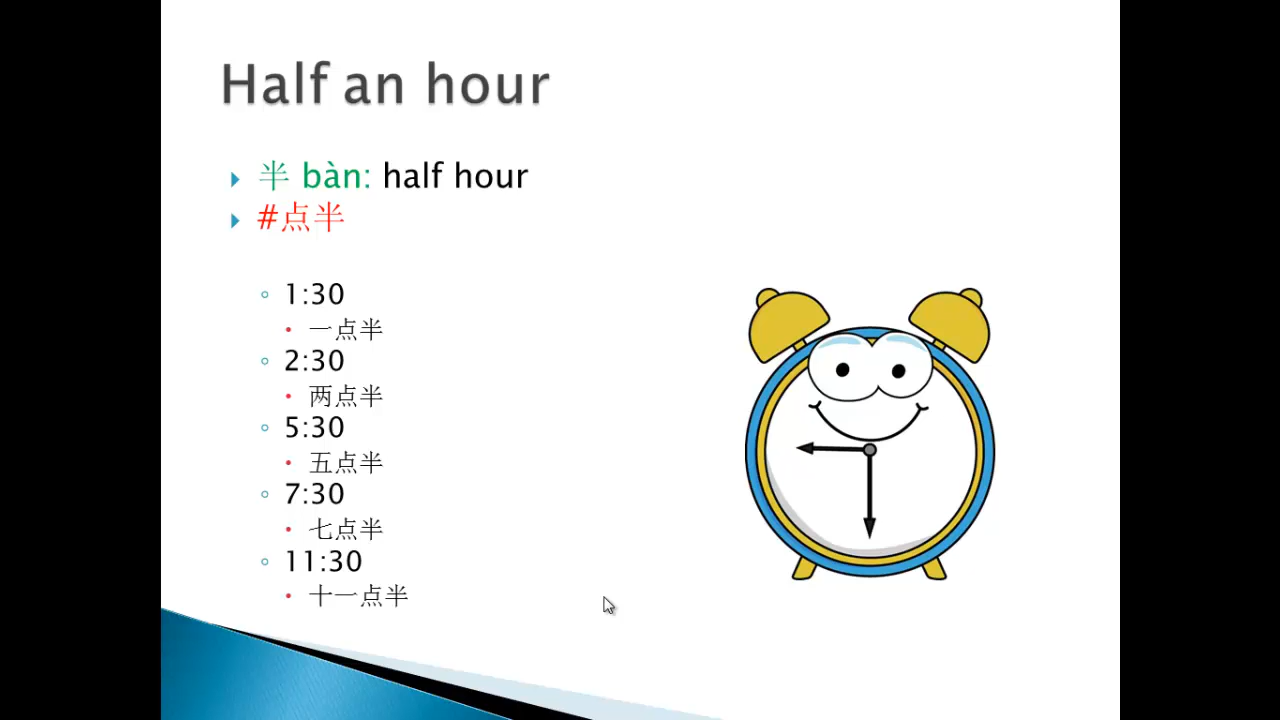 Half an hour
半 bàn: half hour
#点半
1:30
一点半
2:30
两点半
5:30
五点半
7:30
七点半
11:30
十一点半